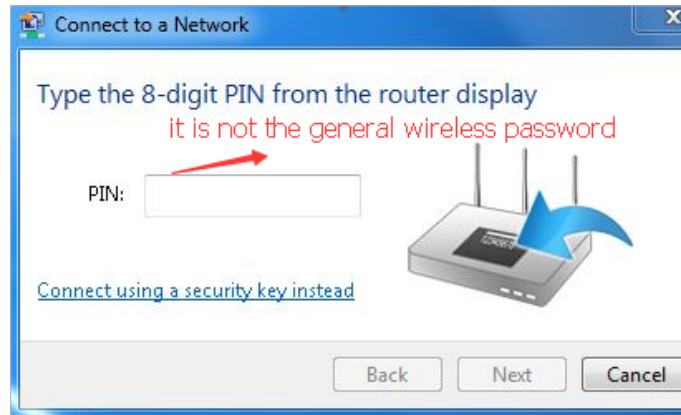 Connect to a Network
X
Type the 8-digit PIN from the router display
it is not the general wireless password
PIN:
12345670
Connect using a security key instead
Back
Next
Cancel